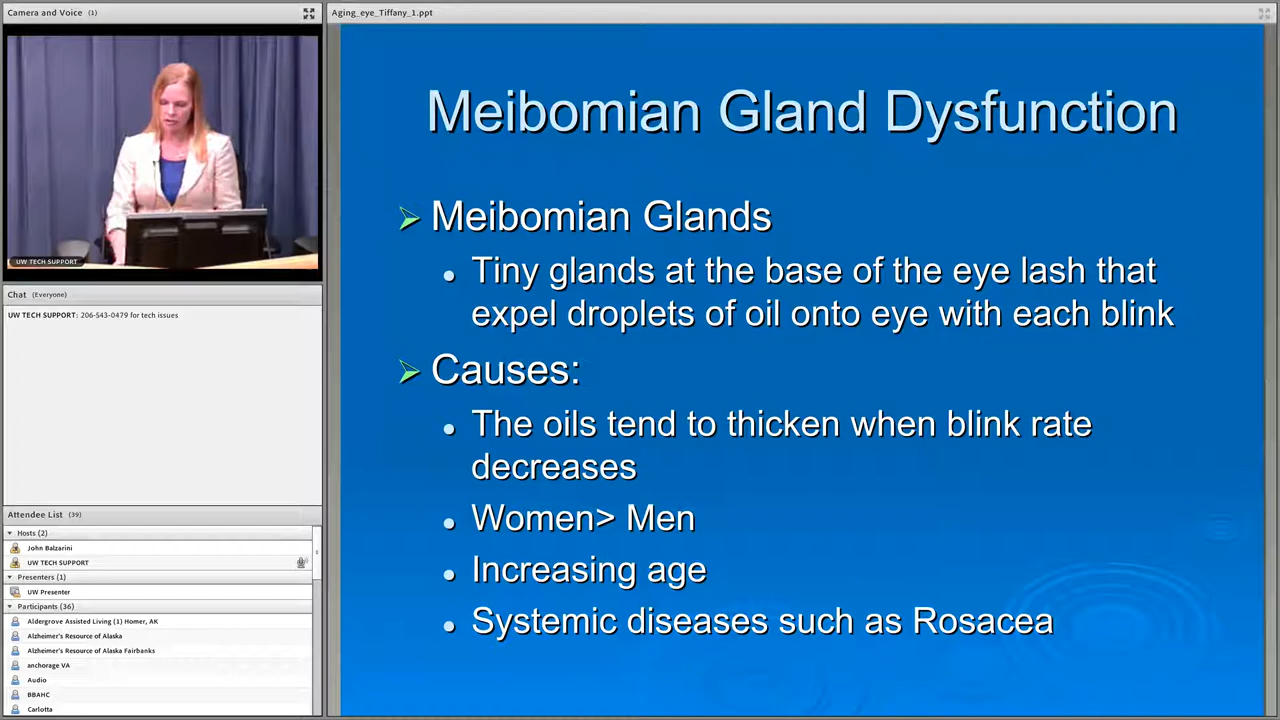 Camera and Voice (1)
UW TECH SUPPORT
Chat (Everyone)
UW TECH SUPPORT: 206-543-0479 for tech issues
Attendee List (39)
Hosts (2)
John Balzarini
UW TECH SUPPORT
Presenters (1)
UW Presenter
Participants (36)
Aldergrove Assisted Living (1) Homer, AK
Alzheimer's Resource of Alaska
Alzheimer's Resource of Alaska Fairbanks
anchorage VA
Audio
BBAHC
Carlotta
Aging_eye_Tiffany_1.ppt
Meibomian Gland Dysfunction
Meibomian Glands
Tiny glands at the base of the eye lash that
expel droplets of oil onto eye with each blink
Causes:
The oils tend to thicken when blink rate
decreases
Women> Men
Increasing age
Systemic diseases such as Rosacea